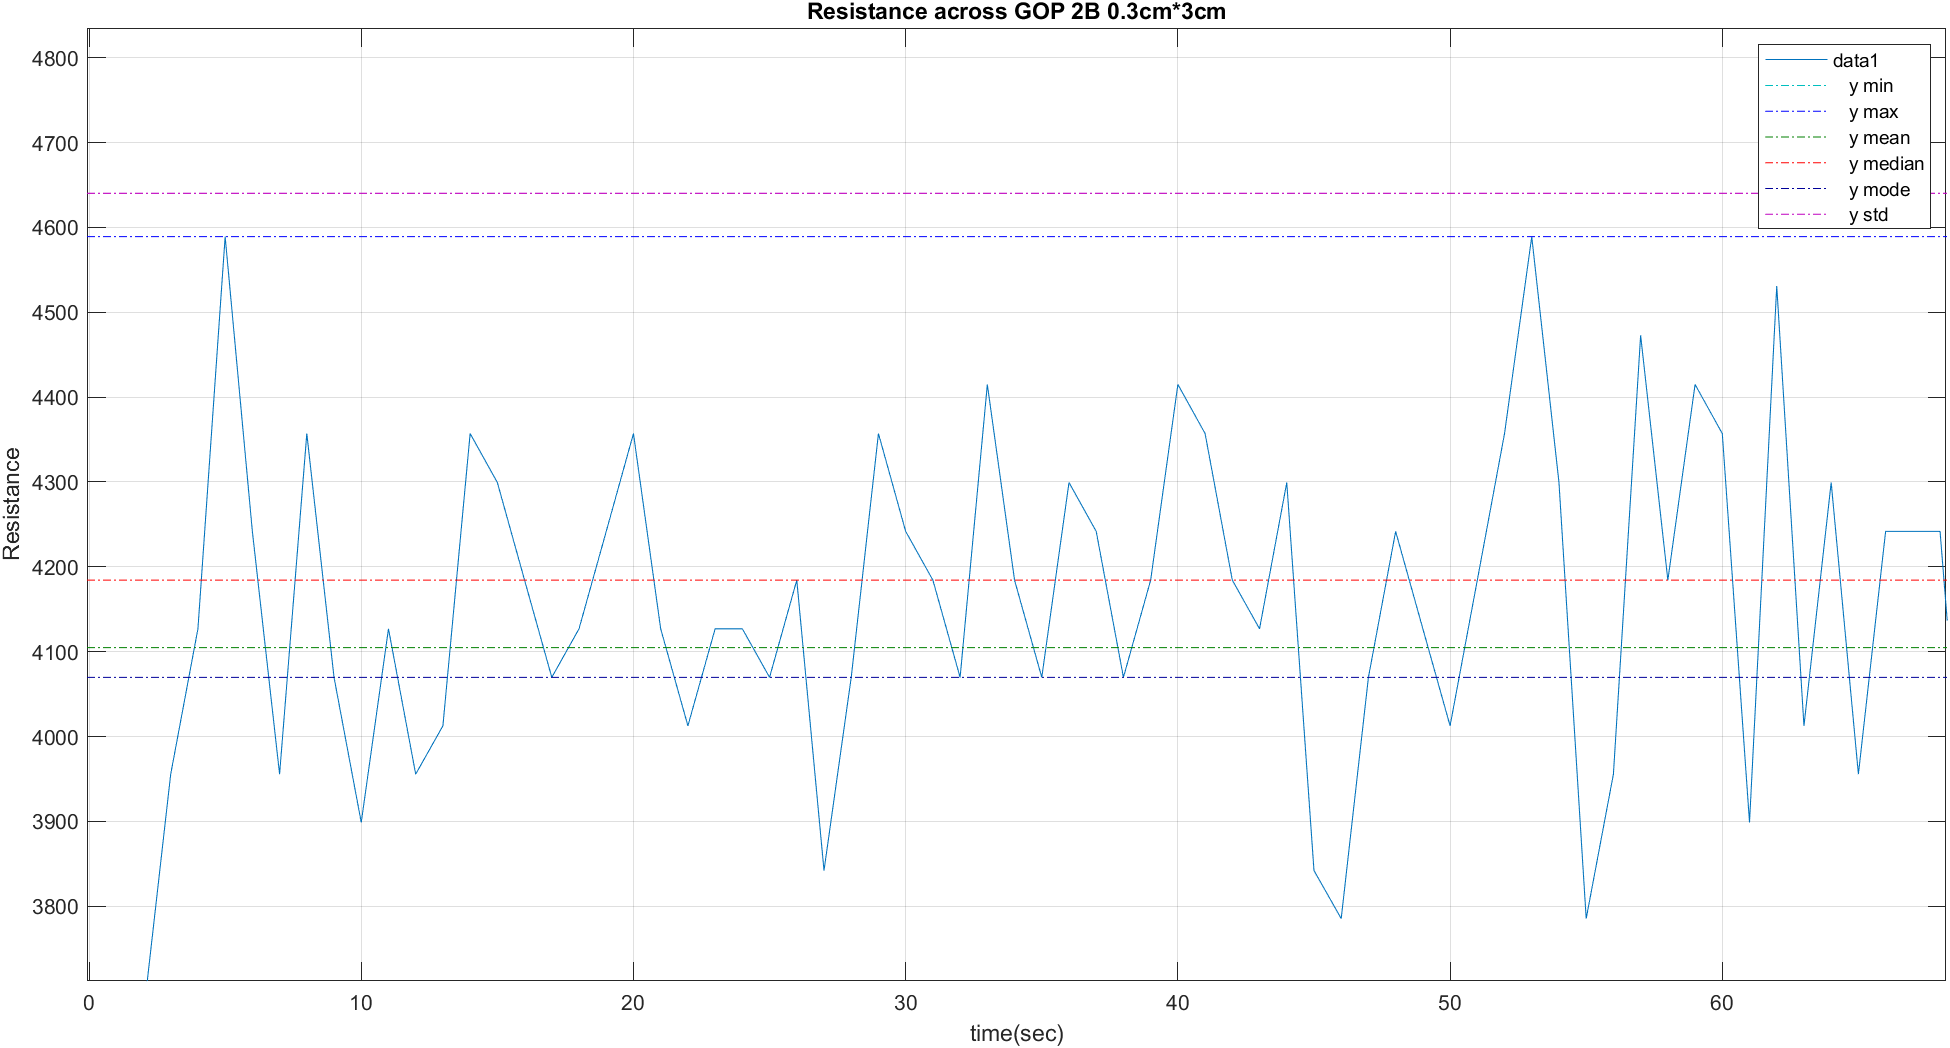 Resistance across GOP 2B 0.3cm*3cm
4800
4700
4600
4500
4400
4300
4200
4100
4000
3900
3800
Resistance
data1
y min
y max
y mean
y median
y mode
y std
0 10 20 30 40 50 60
time(sec)